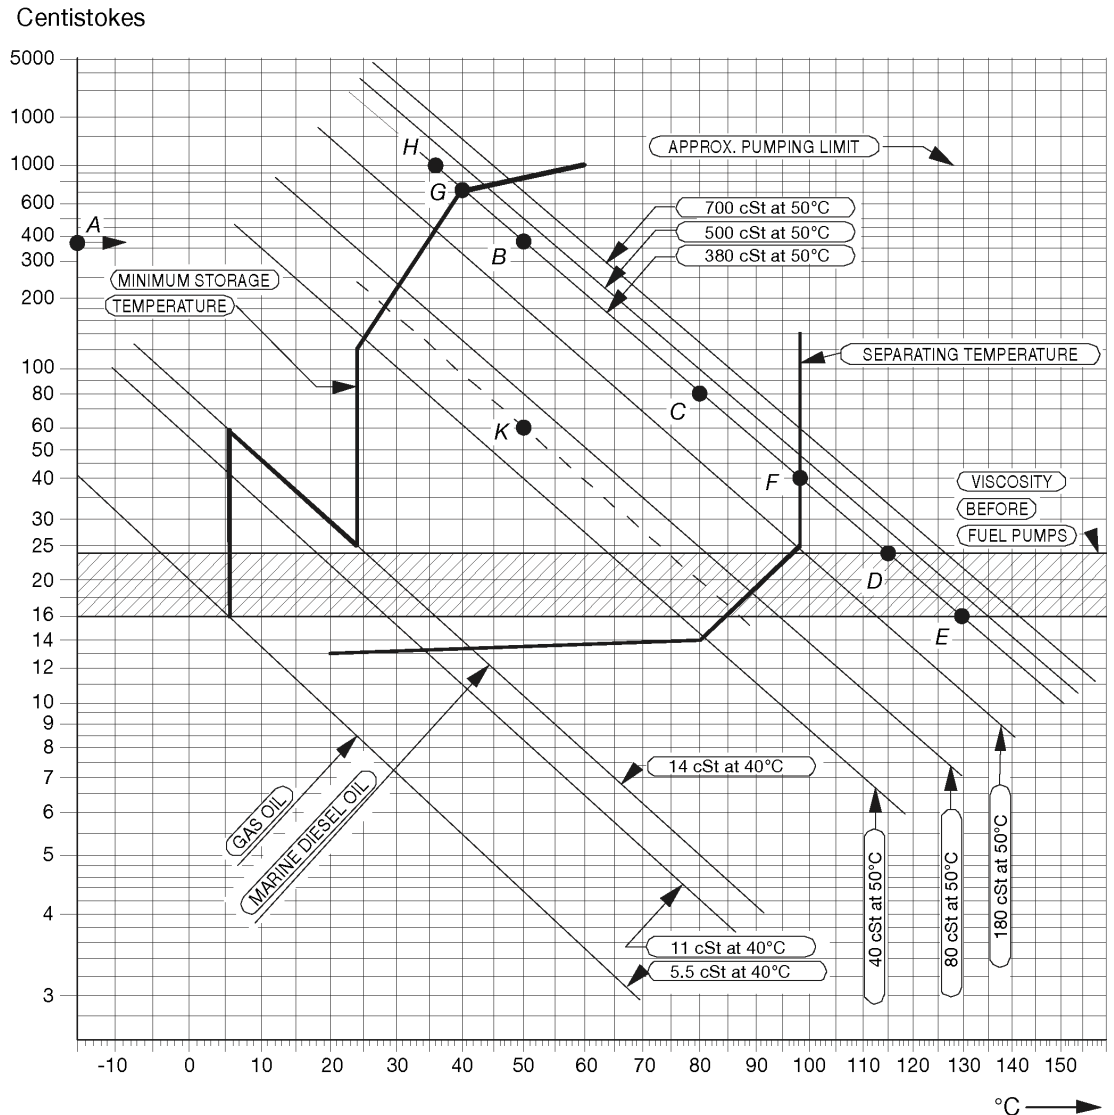 Centistokes
5000
1000
1000
600
400
300
200
100
80
60
50
40
30
25
20
16
14
12
10
9
8
7
6
5
4
3
A
H
G
B
C
K
F
D
E
APPROX. PUMPING LIMIT
700 cSt at 50°C
500 cSt at 50°C
380 cSt at 50°C
MINIMUM STORAGE
TEMPERATURE
SEPARATING TEMPERATURE
VISCOSITY
BEFORE
FUEL PUMPS
GAS OIL
MARINE DIESEL OIL
14 cSt at 40°C
11 cSt at 40°C
5.5 cSt at 40°C
40 cSt at 50°C
80 cSt at 50°C
180 cSt at 50°C
-10 0 10 20 30 40 50 60 70 80 90 100 110 120 130 140 150
°C